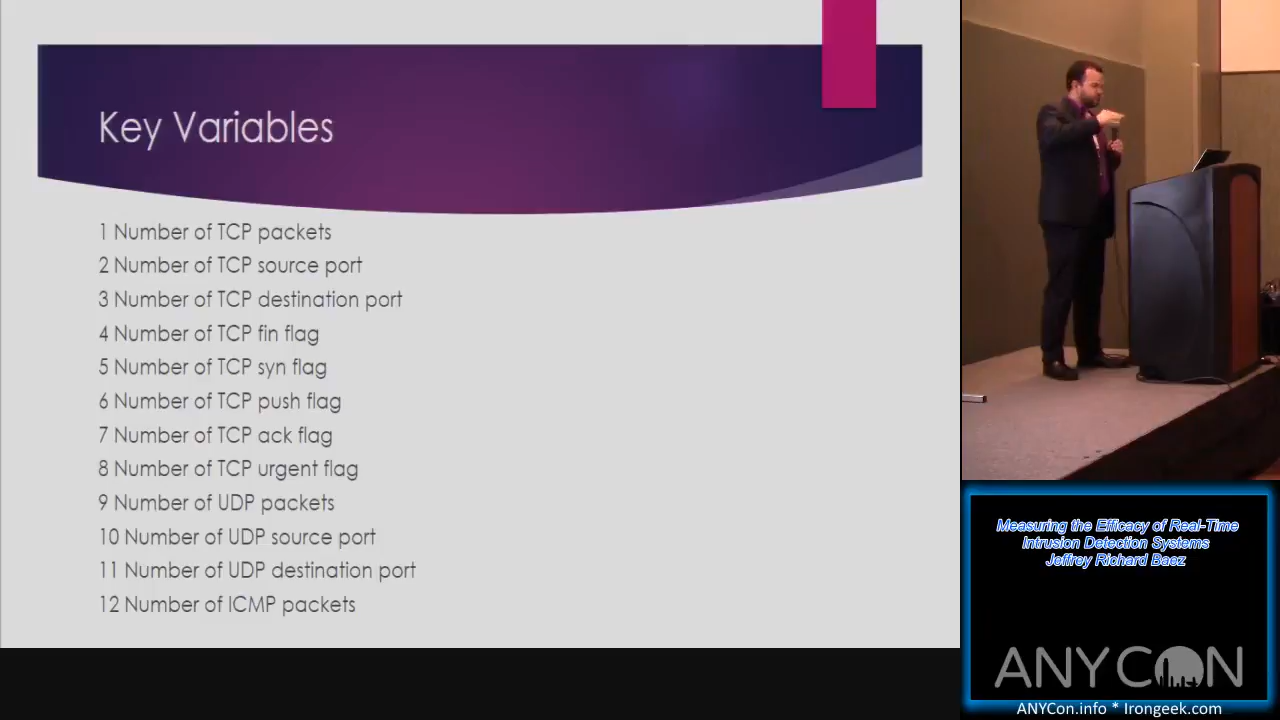 Key Variables
1 Number of TCP packets
2 Number of TCP source port
3 Number of TCP destination port
4 Number of TCP fin flag
5 Number of TCP syn flag
6 Number of TCP push flag
7 Number of TCP ack flag
8 Number of TCP urgent flag
9 Number of UDP packets
10 Number of UDP source port
11 Number of UDP destination port
12 Number of ICMP packets
Measuring the Efficacy of Real-Time
Intrusion Detection Systems
Jeffrey Richard Baez
ANYCON
ANYCon.info * Irongeek.com